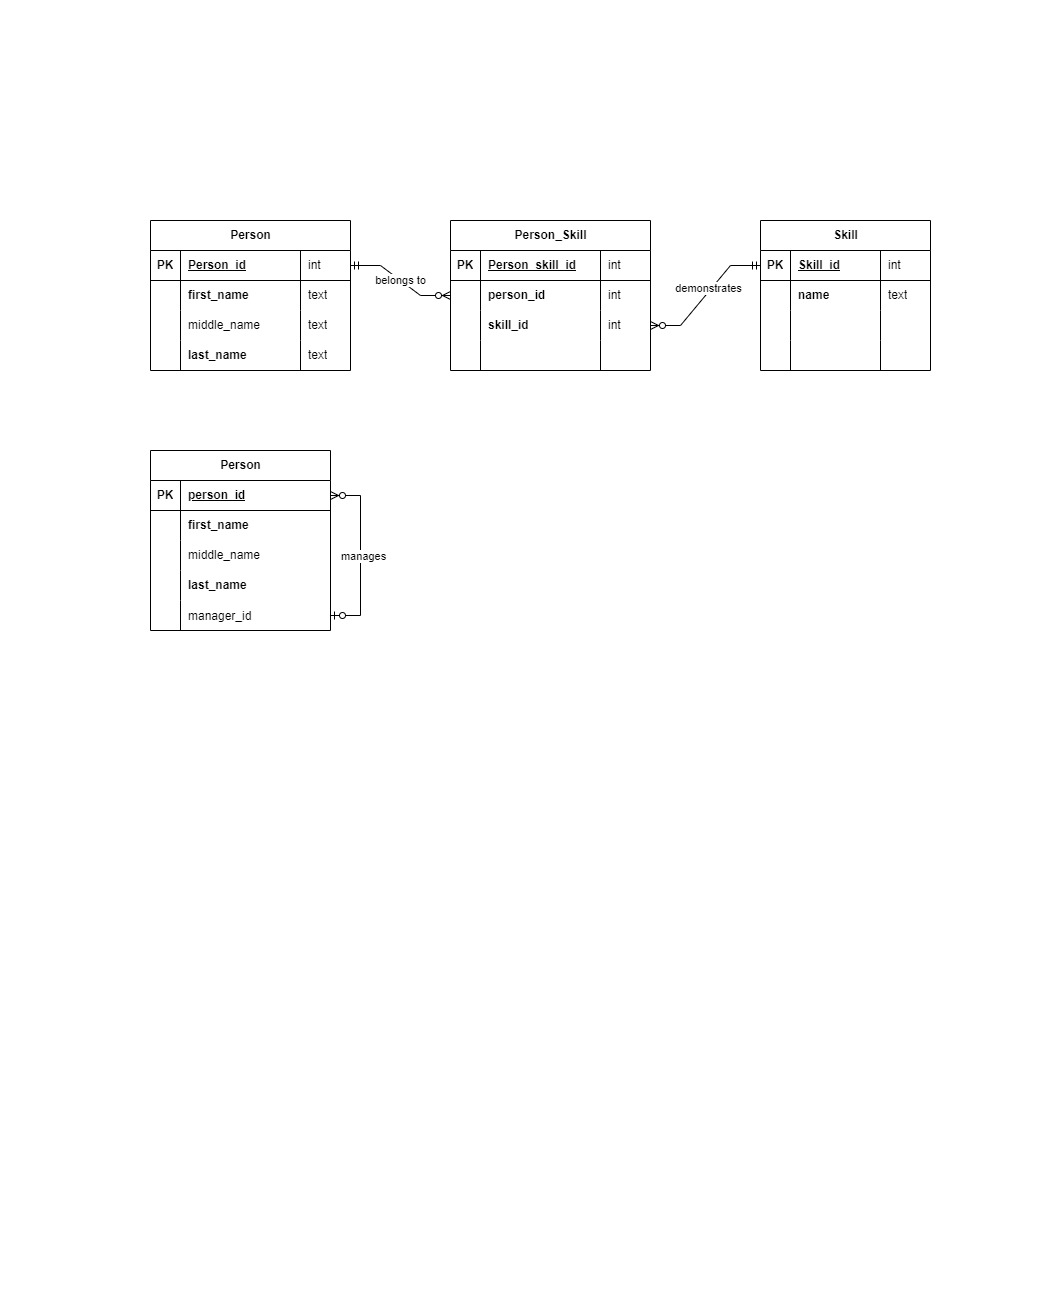 Person
PK Person_id int
first_name text
middle_name text
last_name text
belongs to
Person_Skill
PK Person_skill_id int
person_id int
skill_id int
demonstrates
Skill
PK Skill_id int
name text
Person
PK person_id
first_name
middle_name
last_name
manager_id
manages